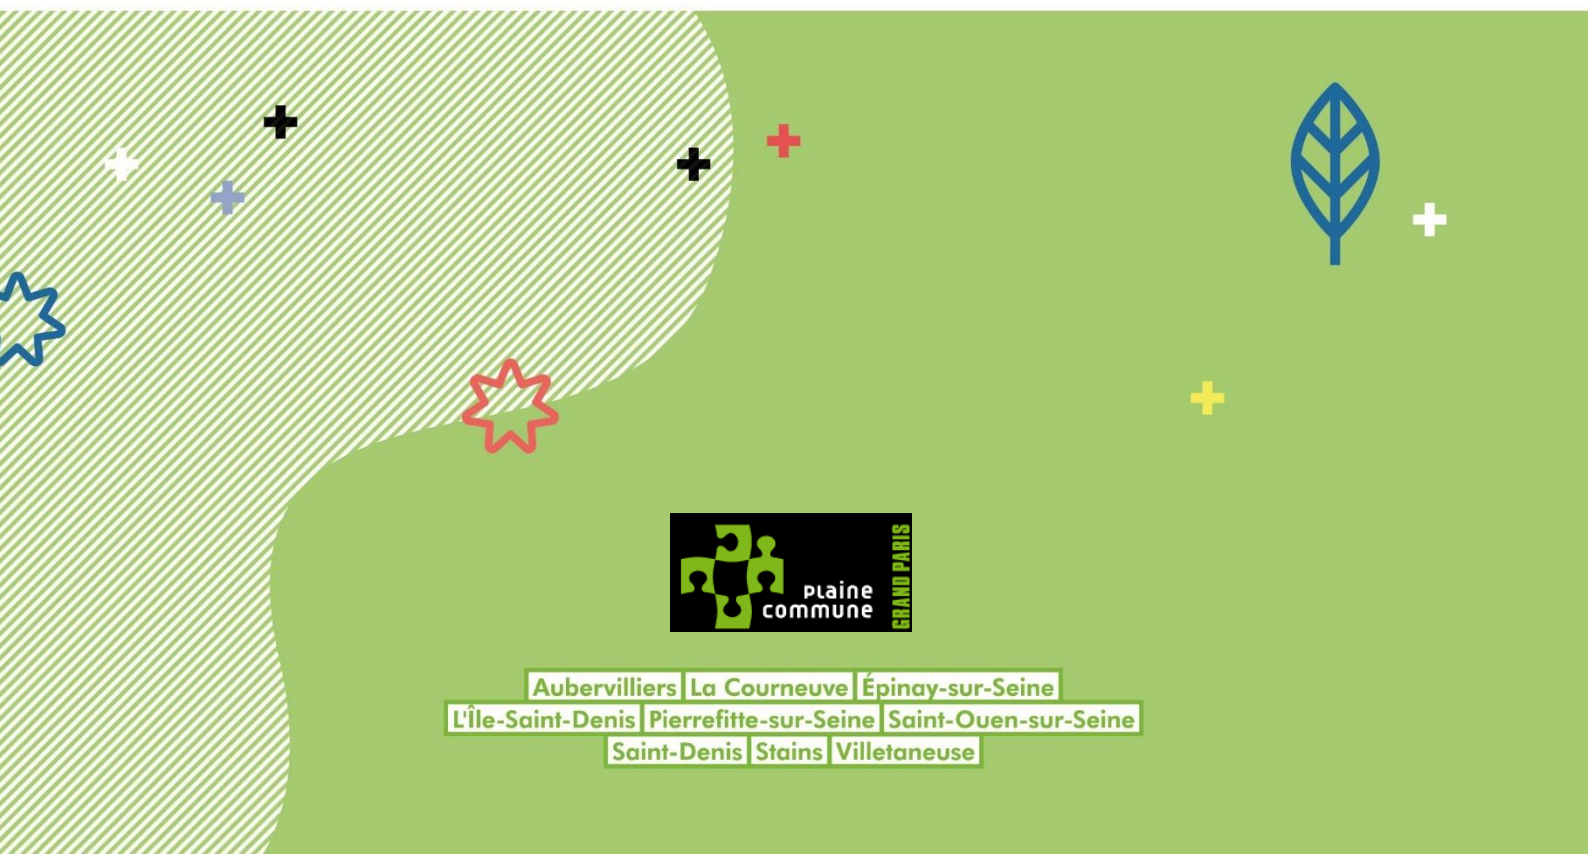 plaine
commune
GRAND PARIS
Aubervilliers La Courneuve Épinay-sur-Seine
L'Île-Saint-Denis Pierrefitte-sur-Seine Saint-Ouen-sur-Seine
Saint-Denis Stains Villetaneuse